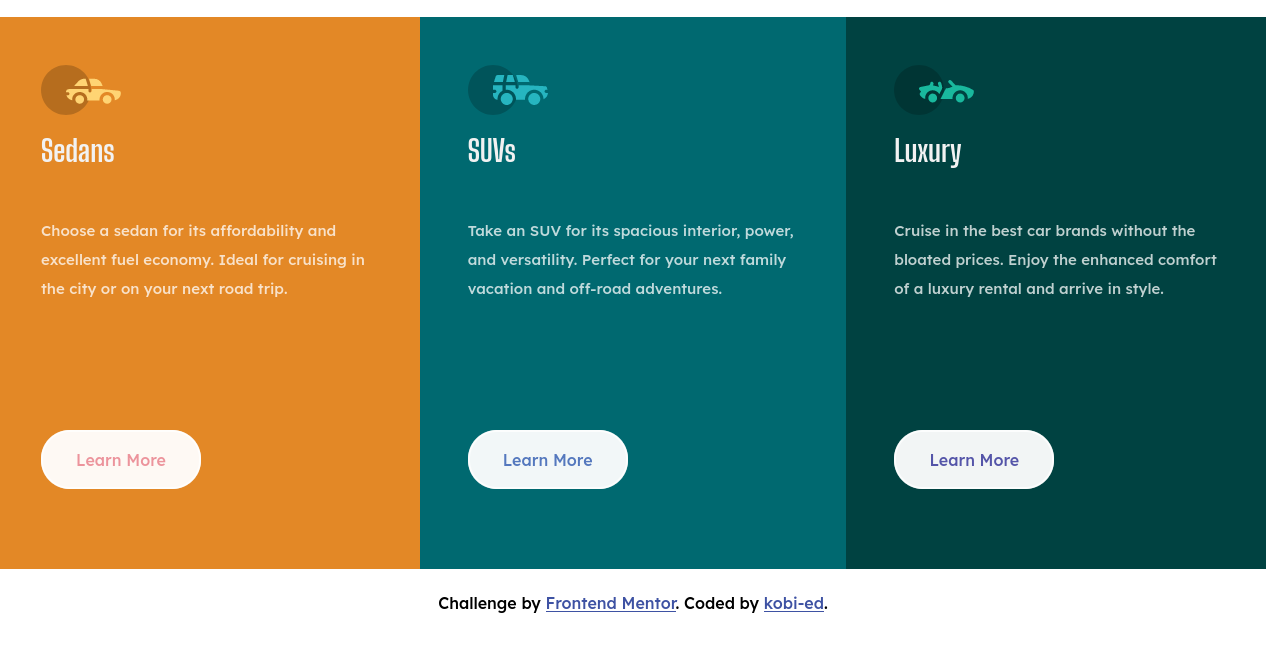 Sedans
Choose a sedan for its affordability and
excellent fuel economy. Ideal for cruising in
the city or on your next road trip.
Learn More
SUVs
Take an SUV for its spacious interior, power,
and versatility. Perfect for your next family
vacation and off-road adventures.
Learn More
Luxury
Cruise in the best car brands without the
bloated prices. Enjoy the enhanced comfort
of a luxury rental and arrive in style.
Learn More
Challenge by Frontend Mentor. Coded by kobi-ed.